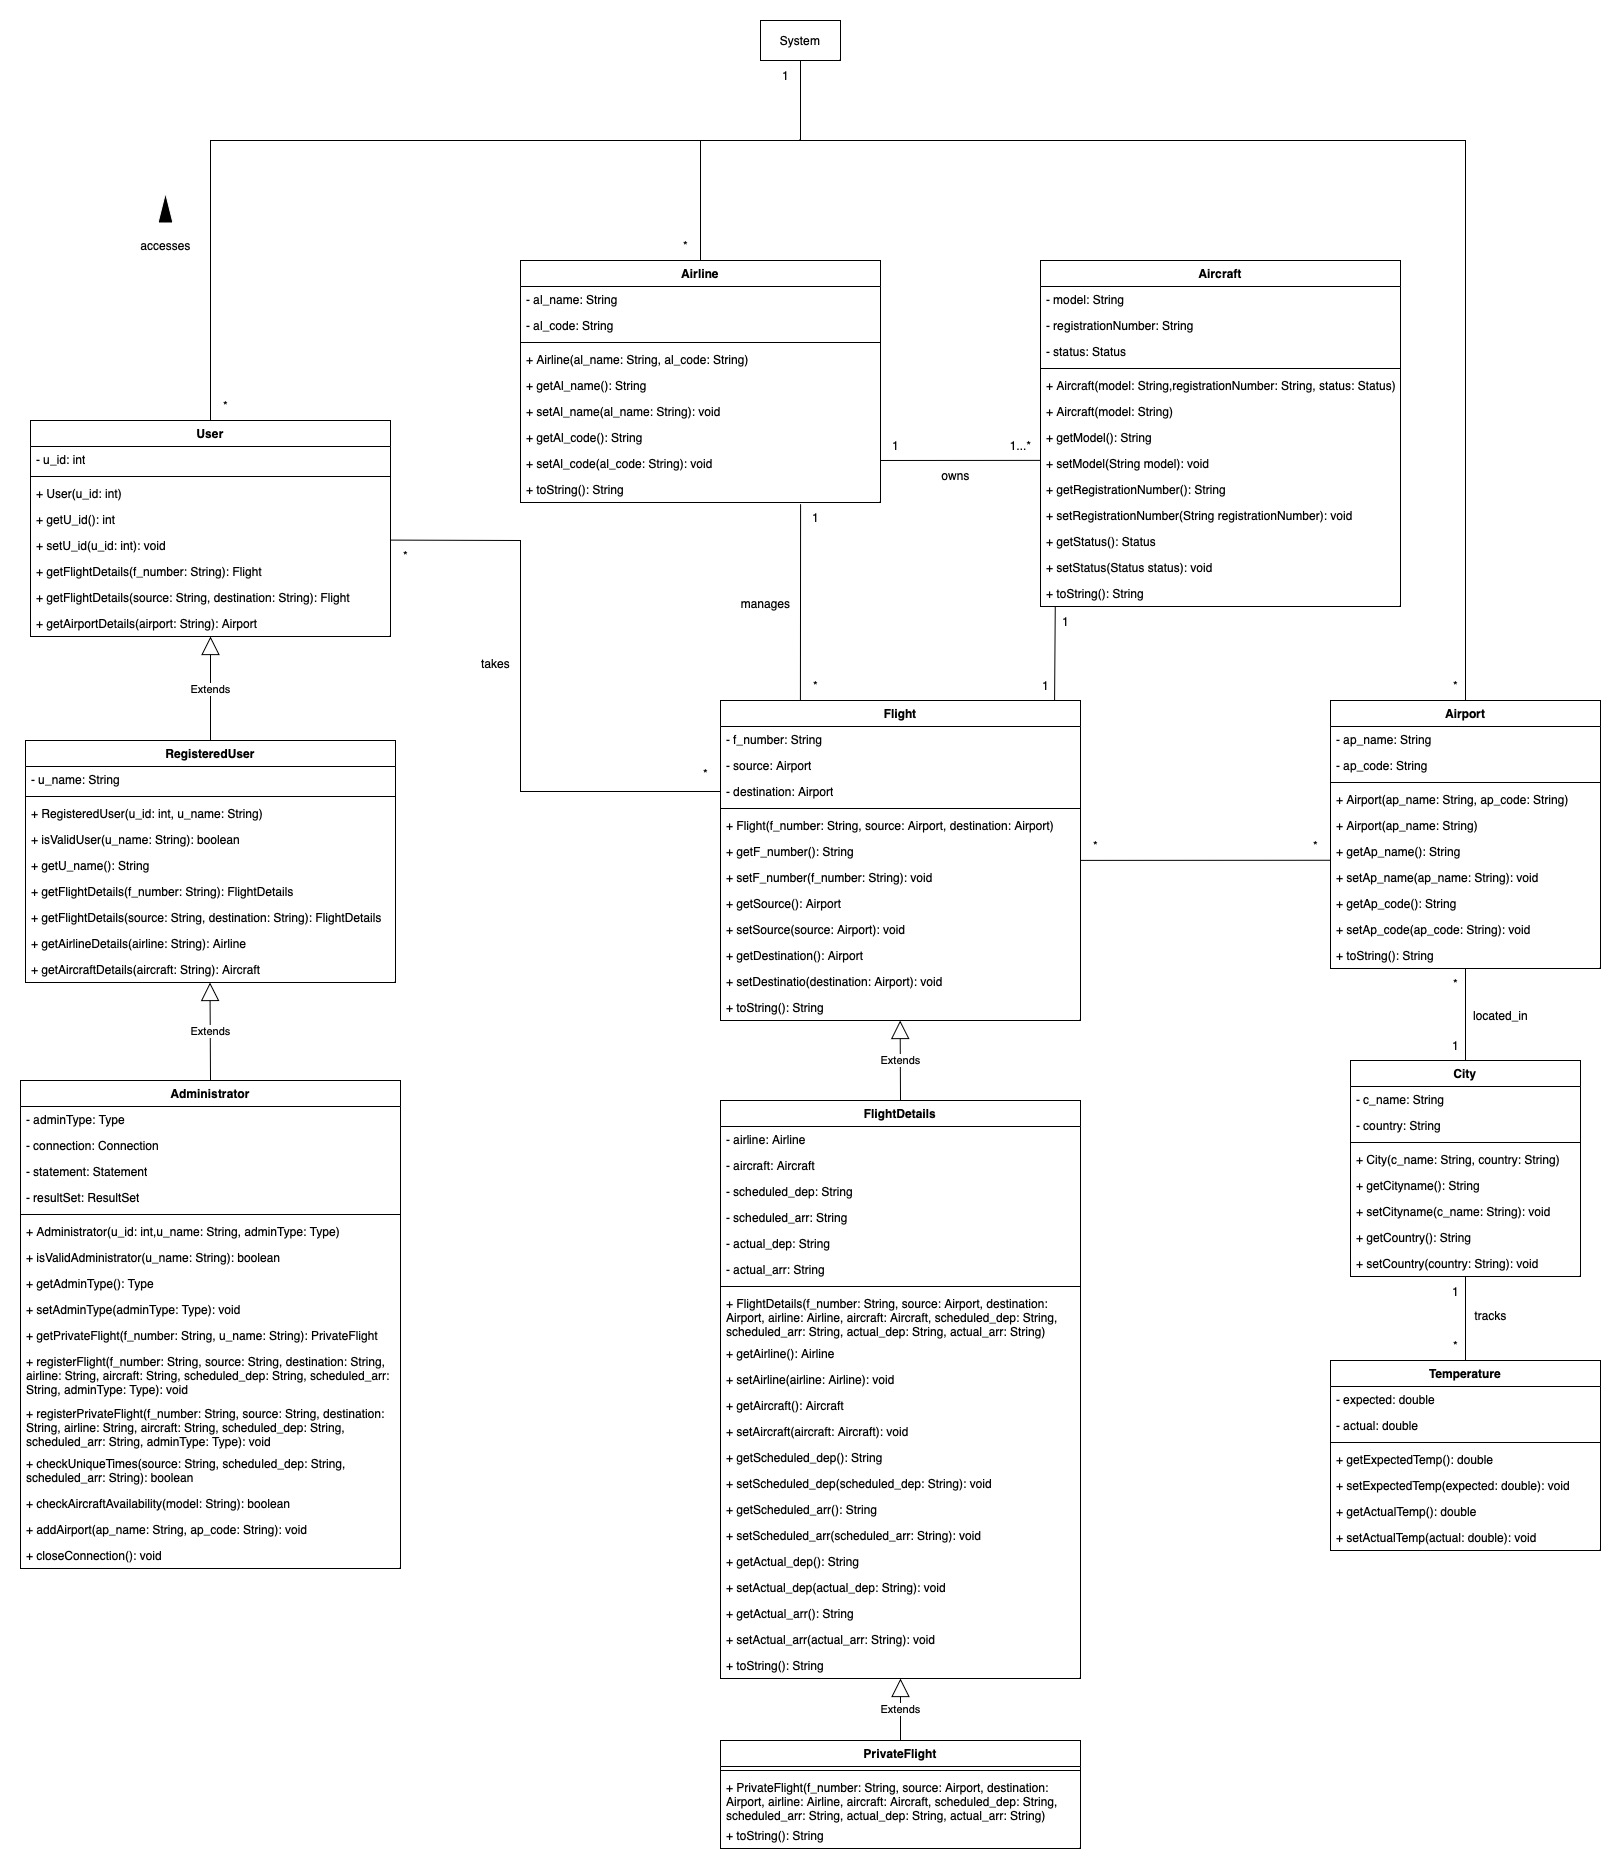 System
1
accesses
*
*
*
Airline
- al_name: String
- al_code: String
+ Airline(al_name: String, al_code: String)
+ getAl_name(): String
+ setAl_name(al_name: String): void
+ getAl_code(): String
+ setAl_code(al_code: String): void
+ toString(): String
1
1...*
owns
Aircraft
- model: String
- registrationNumber: String
- status: Status
+ Aircraft(model: String,registrationNumber: String, status: Status)
+ Aircraft(model: String)
+ getModel(): String
+ setModel(String model): void
+ getRegistrationNumber(): String
+ setRegistrationNumber(String registrationNumber): void
+ getStatus(): Status
+ setStatus(Status status): void
+ toString(): String
User
- u_id: int
+ User(u_id: int)
+ getU_id(): int
+ setU_id(u_id: int): void
+ getFlightDetails(f_number: String): Flight
+ getFlightDetails(source: String, destination: String): Flight
+ getAirportDetails(airport: String): Airport
*
takes
*
1
manages
*
1
1
Extends
RegisteredUser
- u_name: String
+ RegisteredUser(u_id: int, u_name: String)
+ isValidUser(u_name: String): boolean
+ getU_name(): String
+ getFlightDetails(f_number: String): FlightDetails
+ getFlightDetails(source: String, destination: String): FlightDetails
+ getAirlineDetails(airline: String): Airline
+ getAircraftDetails(aircraft: String): Aircraft
Extends
Administrator
- adminType: Type
- connection: Connection
- statement: Statement
- resultSet: ResultSet
+ Administrator(u_id: int,u_name: String, adminType: Type)
+ isValidAdministrator(u_name: String): boolean
+ getAdminType(): Type
+ setAdminType(adminType: Type): void
+ getPrivateFlight(f_number: String, u_name: String): PrivateFlight
+ registerFlight(f_number: String, source: String, destination: String,
airline: String, aircraft: String, scheduled_dep: String, scheduled_arr:
String, adminType: Type): void
+ registerPrivateFlight(f_number: String, source: String, destination:
String, airline: String, aircraft: String, scheduled_dep: String,
scheduled_arr: String, adminType: Type): void
+ checkUniqueTimes(source: String, scheduled_dep: String,
scheduled_arr: String): boolean
+ checkAircraftAvailability(model: String): boolean
+ addAirport(ap_name: String, ap_code: String): void
+ closeConnection(): void
Flight
- f_number: String
- source: Airport
- destination: Airport
+ Flight(f_number: String, source: Airport, destination: Airport)
+ getF_number(): String
+ setF_number(f_number: String): void
+ getSource(): Airport
+ setSource(source: Airport): void
+ getDestination(): Airport
+ setDestinatio(destination: Airport): void
+ toString(): String
*
*
Extends
FlightDetails
- airline: Airline
- aircraft: Aircraft
- scheduled_dep: String
- scheduled_arr: String
- actual_dep: String
- actual_arr: String
+ FlightDetails(f_number: String, source: Airport, destination:
Airport, airline: Airline, aircraft: Aircraft, scheduled_dep: String,
scheduled_arr: String, actual_dep: String, actual_arr: String)
+ getAirline(): Airline
+ setAirline(airline: Airline): void
+ getAircraft(): Aircraft
+ setAircraft(aircraft: Aircraft): void
+ getScheduled_dep(): String
+ setScheduled_dep(scheduled_dep: String): void
+ getScheduled_arr(): String
+ setScheduled_arr(scheduled_arr: String): void
+ getActual_dep(): String
+ setActual_dep(actual_dep: String): void
+ getActual_arr(): String
+ setActual_arr(actual_arr: String): void
+ toString(): String
Extends
PrivateFlight
+ PrivateFlight(f_number: String, source: Airport, destination:
Airport, airline: Airline, aircraft: Aircraft, scheduled_dep: String,
scheduled_arr: String, actual_dep: String, actual_arr: String)
+ toString(): String
Airport
- ap_name: String
- ap_code: String
+ Airport(ap_name: String, ap_code: String)
+ Airport(ap_name: String)
+ getAp_name(): String
+ setAp_name(ap_name: String): void
+ getAp_code(): String
+ setAp_code(ap_code: String): void
+ toString(): String
*
located_in
1
City
- c_name: String
- country: String
+ City(c_name: String, country: String)
+ getCityname(): String
+ setCityname(c_name: String): void
+ getCountry(): String
+ setCountry(country: String): void
1
tracks
*
Temperature
- expected: double
- actual: double
+ getExpectedTemp(): double
+ setExpectedTemp(expected: double): void
+ getActualTemp(): double
+ setActualTemp(actual: double): void